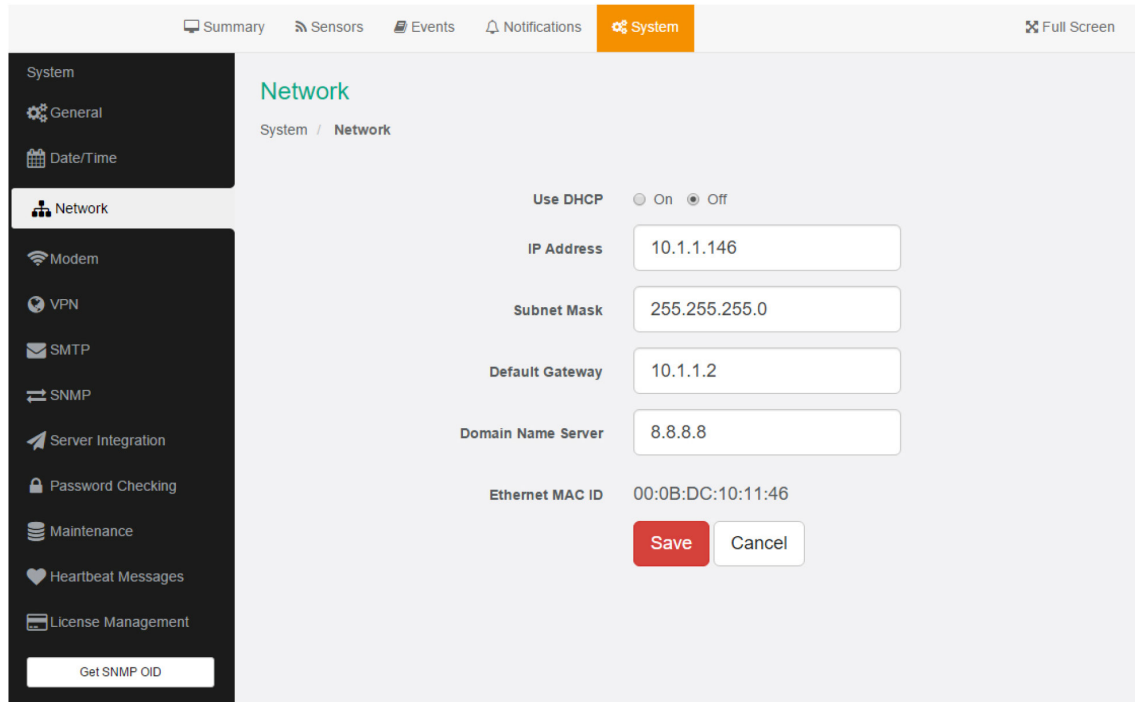 Summary Sensors Events Notifications System Full Screen
System
General
Date/Time
Network
Modem
VPN
SMTP
SNMP
Server Integration
Password Checking
Maintenance
Heartbeat Messages
License Management
Get SNMP OID
Network
System / Network
Use DHCP On Off
IP Address 10.1.1.146
Subnet Mask 255.255.255.0
Default Gateway 10.1.1.2
Domain Name Server 8.8.8.8
Ethernet MAC ID 00:0B:DC:10:11:46
Save Cancel